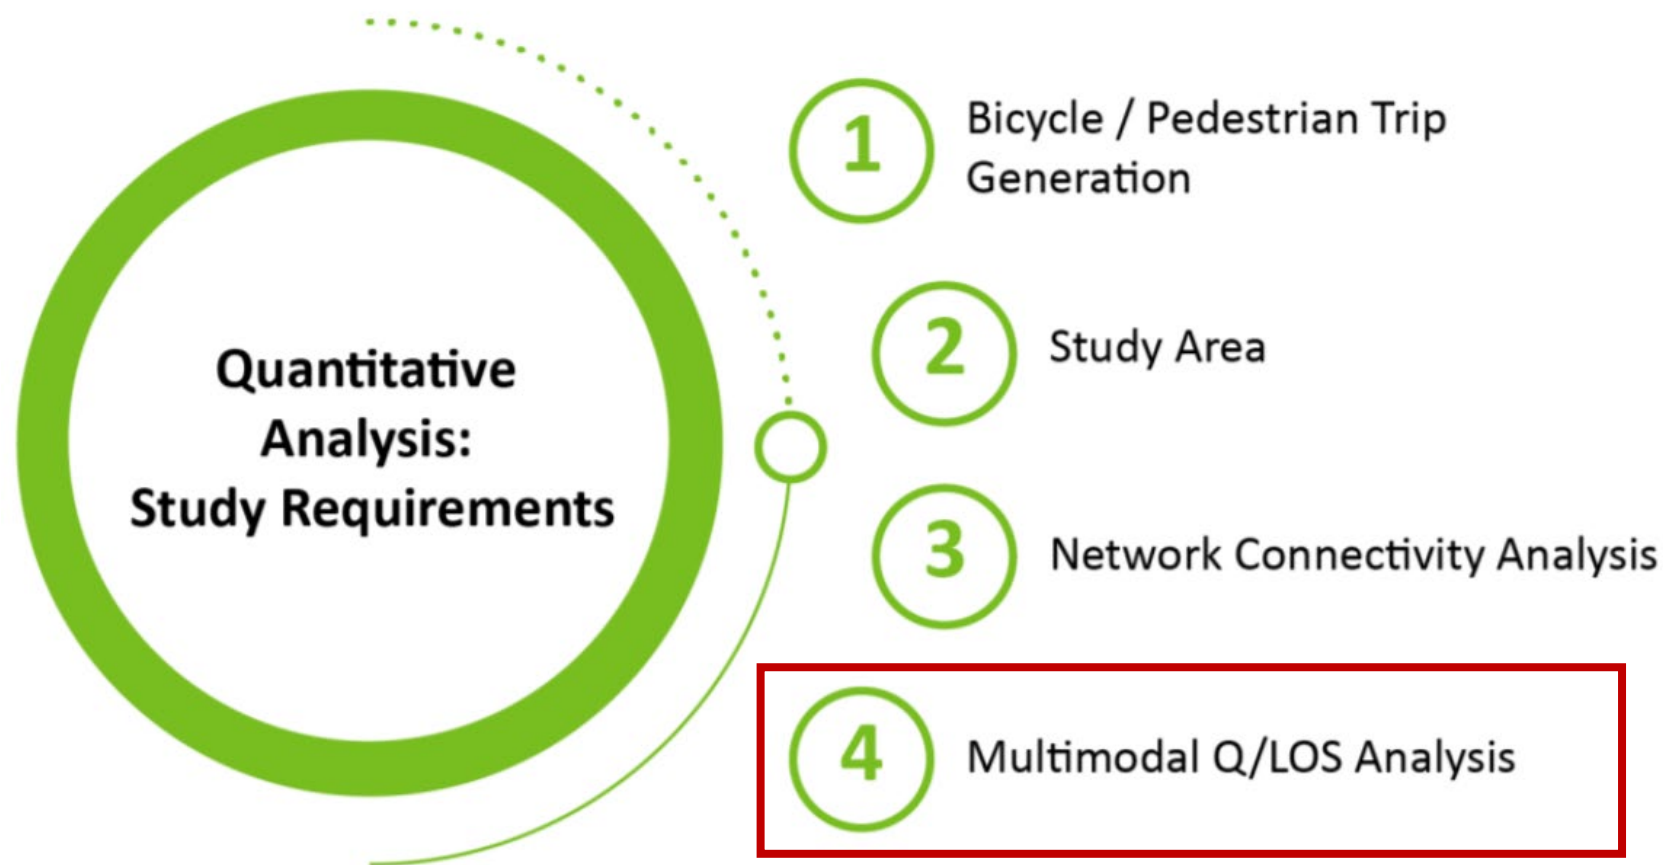 Quantitative
Analysis:
Study Requirements
1
Bicycle / Pedestrian Trip
Generation
2
Study Area
3
Network Connectivity Analysis
4
Multimodal Q/LOS Analysis